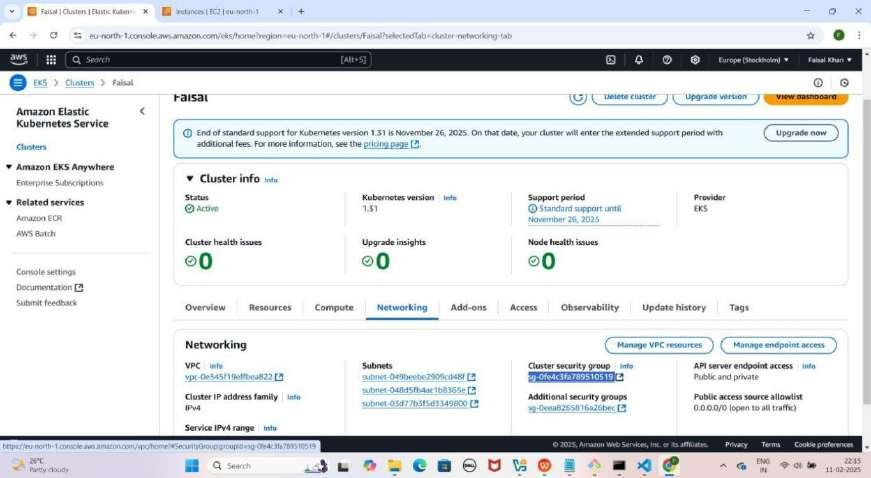 Faisal | Clusters | Elastic Kubern
Instances | EC2 | eu-north-1
eu-north-1.console.aws.amazon.com/eks/home?region=eu-north-1#/clusters/Faisal?selectedTab=cluster-networking-tab
aws
Search
[Alt+S]
Europe (Stockholm)
Faisal Khan
EKS > Clusters > Faisal
Amazon Elastic
Kubernetes Service
Clusters
Amazon EKS Anywhere
Enterprise Subscriptions
Related services
Amazon ECR
AWS Batch
Console settings
Documentation
Submit feedback
Faisal
Delete cluster
Upgrade version
View dashboard
End of standard support for Kubernetes version 1.31 is November 26, 2025. On that date, your cluster will enter the extended support period with
additional fees. For more information, see the pricing page.
Upgrade now
Cluster info Info
Status
Active
Kubernetes version Info
1.31
Support period
Standard support until
November 26, 2025
Provider
EKS
Cluster health issues
0
Upgrade insights
0
Node health issues
0
Overview
Resources
Compute
Networking
Add-ons
Access
Observability
Update history
Tags
Networking
Manage VPC resources
Manage endpoint access
VPC Info
vpc-0e345f19effbea822
Cluster IP address family Info
IPv4
Service IPv4 range Info
Subnets
subnet-049beebe2909cd48f
subnet-048d5fb4ac1b8365e
subnet-03d77b3f5d3349800
Cluster security group Info
sg-0fe4c3fa789510519
Additional security groups
sg-0eea8265816a26bec
API server endpoint access Info
Public and private
Public access source allowlist
0.0.0.0/0 (open to all traffic)
https://eu-north-1.console.aws.amazon.com/vpc/home?#SecurityGroup:groupId=sg-0fe4c3fa789510519
© 2025, Amazon Web Services, Inc. or its affiliates.
Privacy
Terms
Cookie preferences
26°C
Partly cloudy
Search
DELL
ENG
IN
22:15
11-02-2025